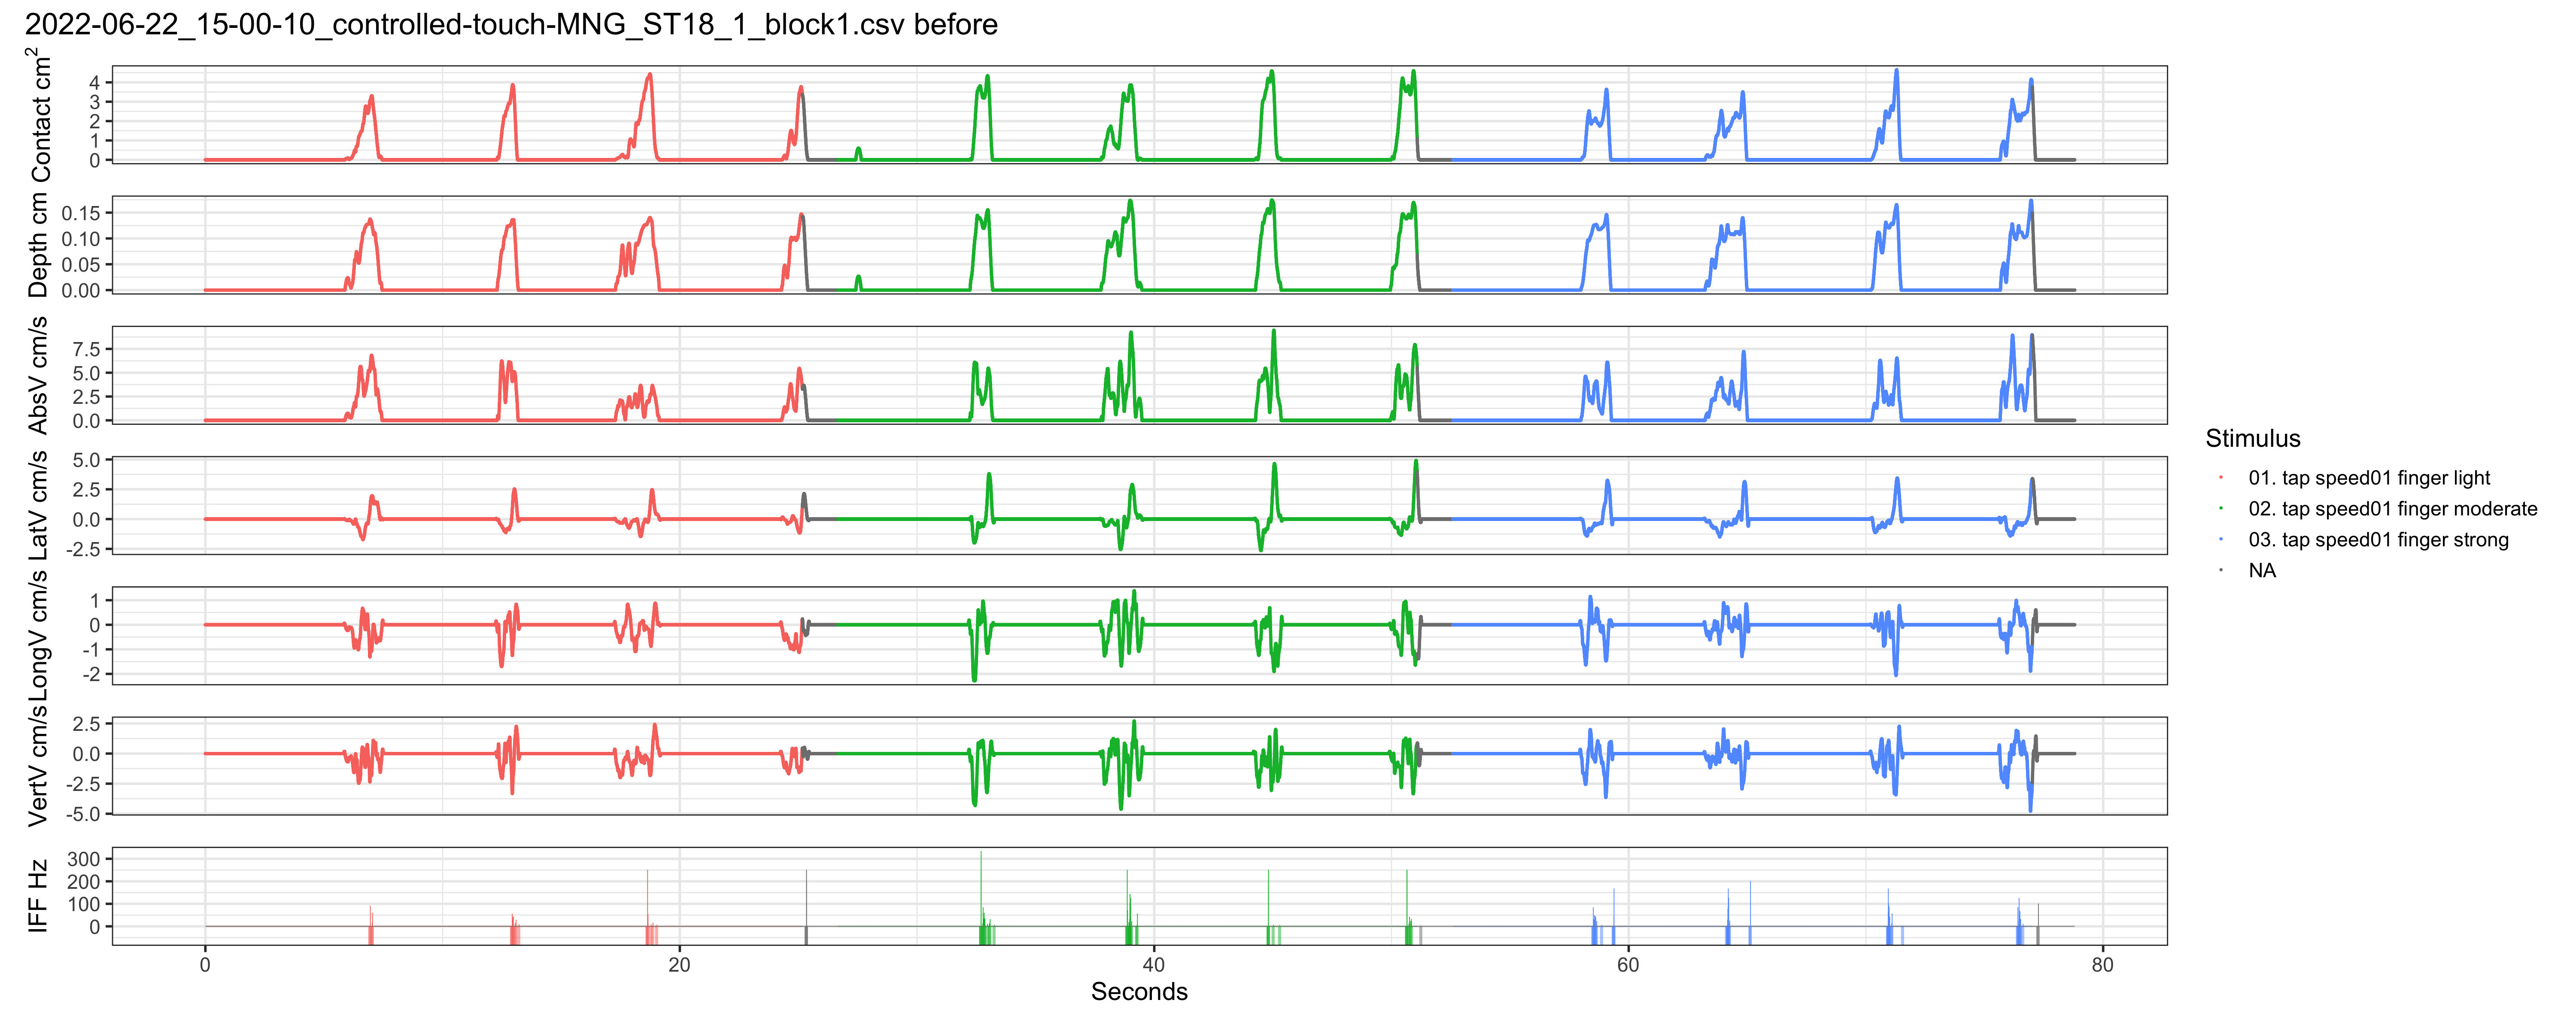 2022-06-22_15-00-10_controlled-touch-MNG_ST18_1_block1.csv before
Contact cm²
4
3
2
1
0
Depth cm
0.15
0.10
0.05
0.00
AbsV cm/s
7.5
5.0
2.5
0.0
LatV cm/s
5.0
2.5
0.0
-2.5
LongV cm/s
1
0
-1
-2
VertV cm/s
2.5
0.0
-2.5
-5.0
IFF Hz
300
200
100
0
0 20 40 60 80
Seconds
Stimulus
01. tap speed01 finger light
02. tap speed01 finger moderate
03. tap speed01 finger strong
NA